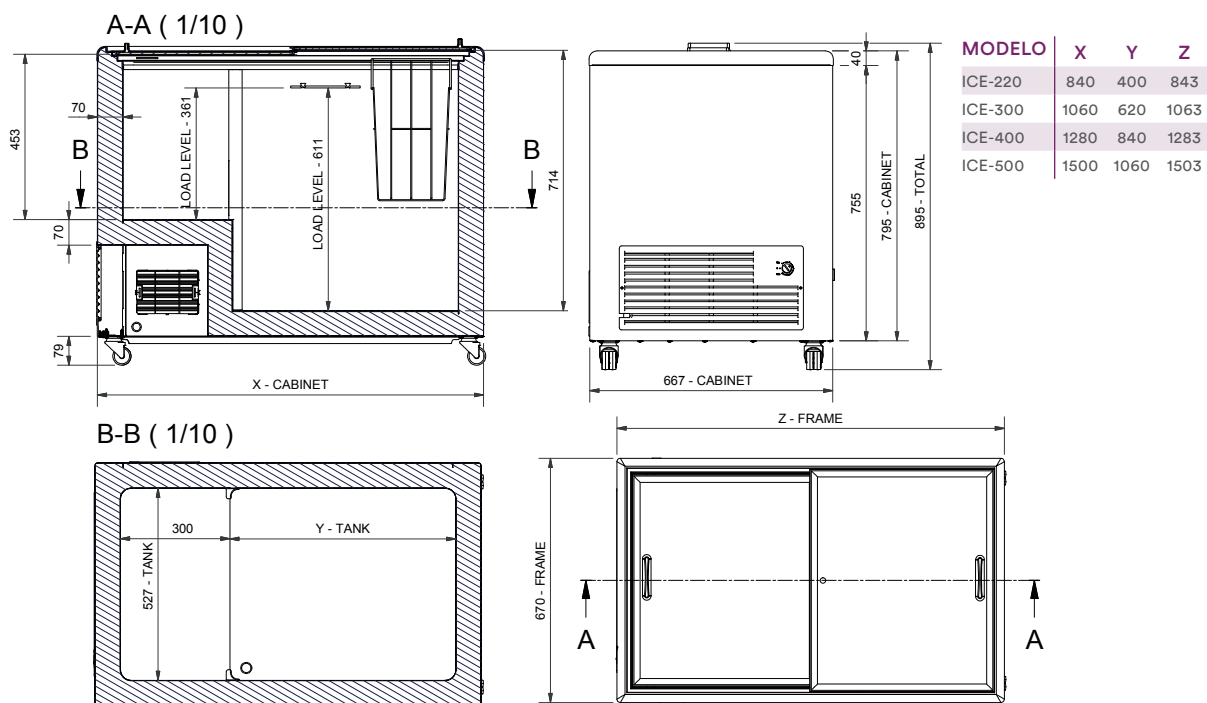 A-A ( 1/10 )
453
70
B
70
79
LOAD LEVEL - 361
LOAD LEVEL - 611
B
714
X - CABINET
40
755
795 - CABINET
895 - TOTAL
667 - CABINET
MODELO X Y Z
ICE-220 840 400 843
ICE-300 1060 620 1063
ICE-400 1280 840 1283
ICE-500 1500 1060 1503
B-B ( 1/10 )
300
Y - TANK
527 - TANK
Z - FRAME
670 - FRAME
A
A